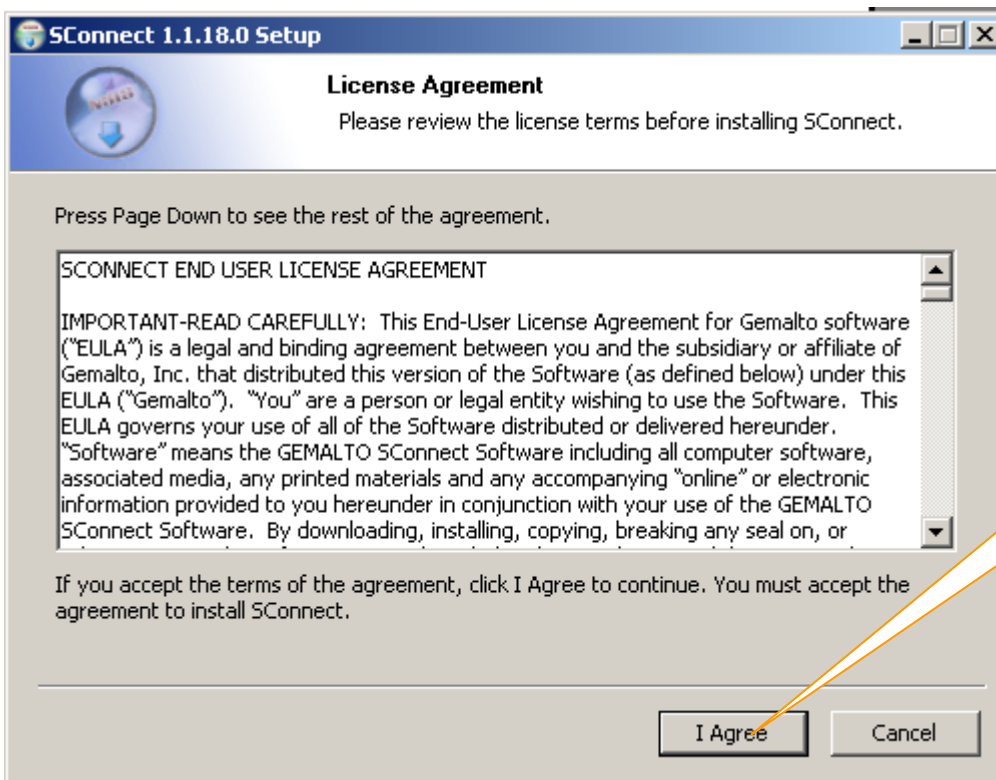 SConnect 1.1.18.0 Setup
License Agreement
Please review the license terms before installing SConnect.
Press Page Down to see the rest of the agreement.
SCONNECT END USER LICENSE AGREEMENT
IMPORTANT-READ CAREFULLY:  This End-User License Agreement for Gemalto software
(“EULA”) is a legal and binding agreement between you and the subsidiary or affiliate of
Gemalto, Inc. that distributed this version of the Software (as defined below) under this
EULA (“Gemalto”).  “You” are a person or legal entity wishing to use the Software.  This
EULA governs your use of all of the Software distributed or delivered hereunder.
“Software” means the GEMALTO SConnect Software including all computer software,
associated media, any printed materials and any accompanying “online” or electronic
information provided to you hereunder in conjunction with your use of the GEMALTO
SConnect Software.  By downloading, installing, copying, breaking any seal on, or
If you accept the terms of the agreement, click I Agree to continue. You must accept the
agreement to install SConnect.
I Agree
Cancel